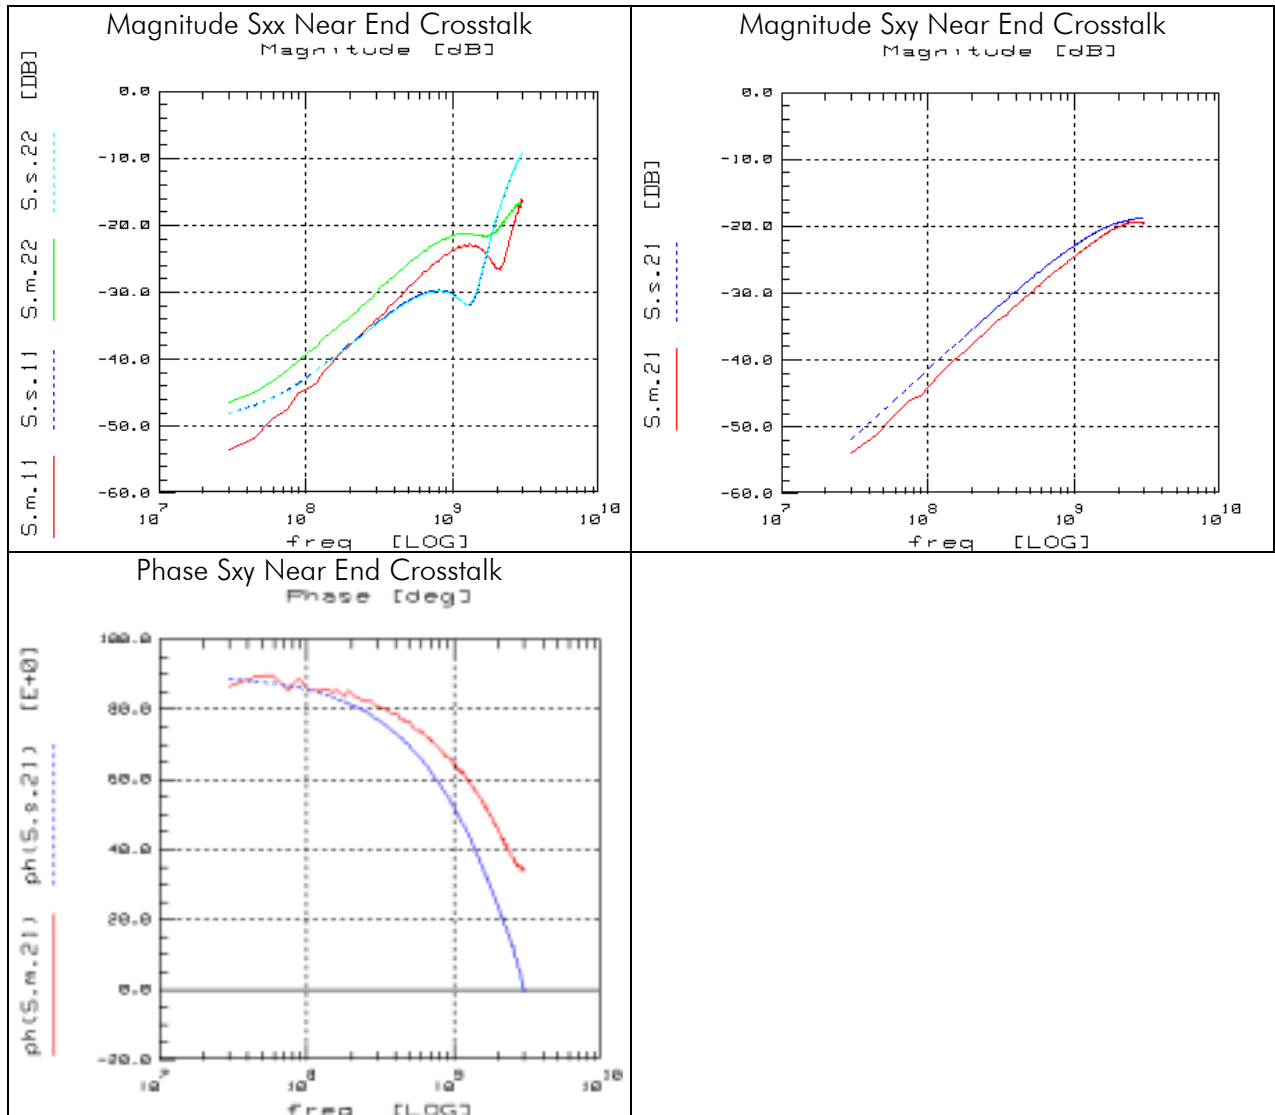 Magnitude Sxx Near End Crosstalk
Magnitude [dB]
S.m.11 S.s.11 S.m.22 S.s.22 [DB]
0.0
-10.0
-20.0
-30.0
-40.0
-50.0
-60.0
10^7 10^8 10^9 10^10
freq [LOG]
Magnitude Sxy Near End Crosstalk
Magnitude [dB]
S.m.21 S.s.21 [DB]
0.0
-10.0
-20.0
-30.0
-40.0
-50.0
-60.0
10^7 10^8 10^9 10^10
freq [LOG]
Phase Sxy Near End Crosstalk
Phase [deg]
ph(S.m.21) ph(S.s.21) [E+0]
100.0
80.0
60.0
40.0
20.0
0.0
-20.0
10^7 10^8 10^9 10^10
freq [LOG]